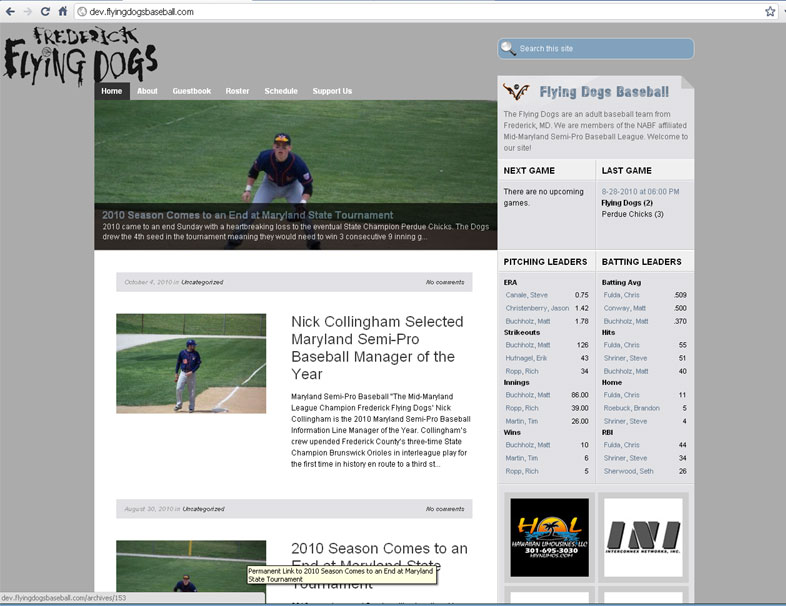 dev.flyingdogsbaseball.com
FREDERICK
FLYING DOGS
Search this site
Home About Guestbook Roster Schedule Support Us
2010 Season Comes to an End at Maryland State Tournament
2010 came to an end Sunday with a heartbreaking loss to the eventual State Champion Perdue Chicks. The Dogs
drew the 4th seed in the tournament meaning they would need to win 3 consecutive 9 inning g...
October 4, 2010 in Uncategorized No comments
Nick Collingham Selected
Maryland Semi-Pro
Baseball Manager of the
Year
Maryland Semi-Pro Baseball "The Mid-Maryland
League Champion Frederick Flying Dogs' Nick
Collingham is the 2010 Maryland Semi-Pro Baseball
Information Line Manager of the Year. Collingham's
crew upended Frederick County's three-time State
Champion Brunswick Orioles in interleague play for
the first time in history en route to a third st...
August 30, 2010 in Uncategorized No comments
2010 Season Comes to an
End at Maryland State
Tournament
Permanent Link to 2010 Season Comes to an End at Maryland
State Tournament
dev.flyingdogsbaseball.com/archives/153
Flying Dogs Baseball
The Flying Dogs are an adult baseball team from
Frederick, MD. We are members of the NABF affiliated
Mid-Maryland Semi-Pro Baseball League. Welcome to
our site!
NEXT GAME
There are no upcoming
games.
LAST GAME
8-28-2010 at 06:00 PM
Flying Dogs (2)
Perdue Chicks (3)
PITCHING LEADERS
ERA
Canale, Steve 0.75
Christenberry, Jason 1.42
Buchholz, Matt 1.78
Strikeouts
Buchholz, Matt 126
Hufnagel, Erik 43
Ropp, Rich 34
Innings
Buchholz, Matt 86.00
Ropp, Rich 39.00
Martin, Tim 26.00
Wins
Buchholz, Matt 10
Martin, Tim 6
Ropp, Rich 5
BATTING LEADERS
Batting Avg
Fulda, Chris .509
Conway, Matt .500
Buchholz, Matt .370
Hits
Fulda, Chris 55
Shriner, Steve 51
Buchholz, Matt 40
Home
Fulda, Chris 11
Roebuck, Brandon 5
Shriner, Steve 4
RBI
Fulda, Chris 44
Shriner, Steve 34
Sherwood, Seth 26
HOL
HAWAIIAN LIMOUSINES, LLC
301-695-3030
HIYNLIMOS.COM
INI
INTERCONNEX NETWORKS, INC.